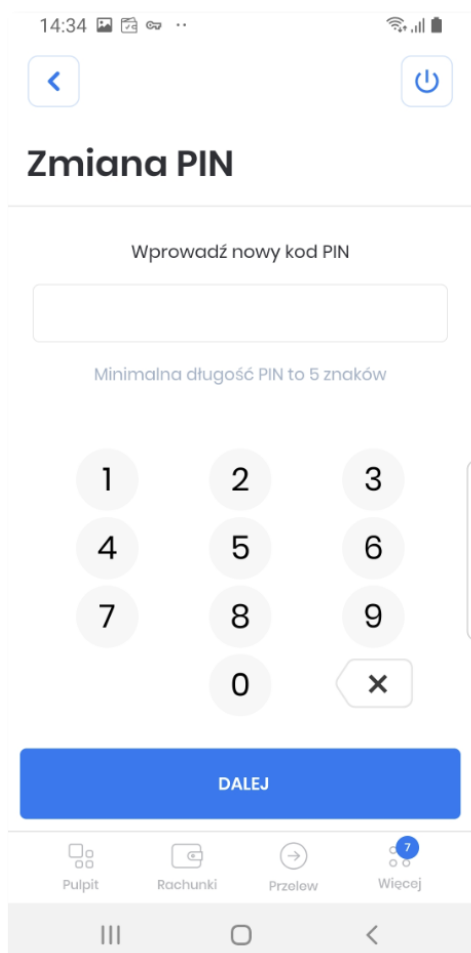 14:34
Zmiana PIN
Wprowadź nowy kod PIN
Minimalna długość PIN to 5 znaków
1 2 3
4 5 6
7 8 9
0
DALEJ
7
Pulpit Rachunki Przelew Więcej